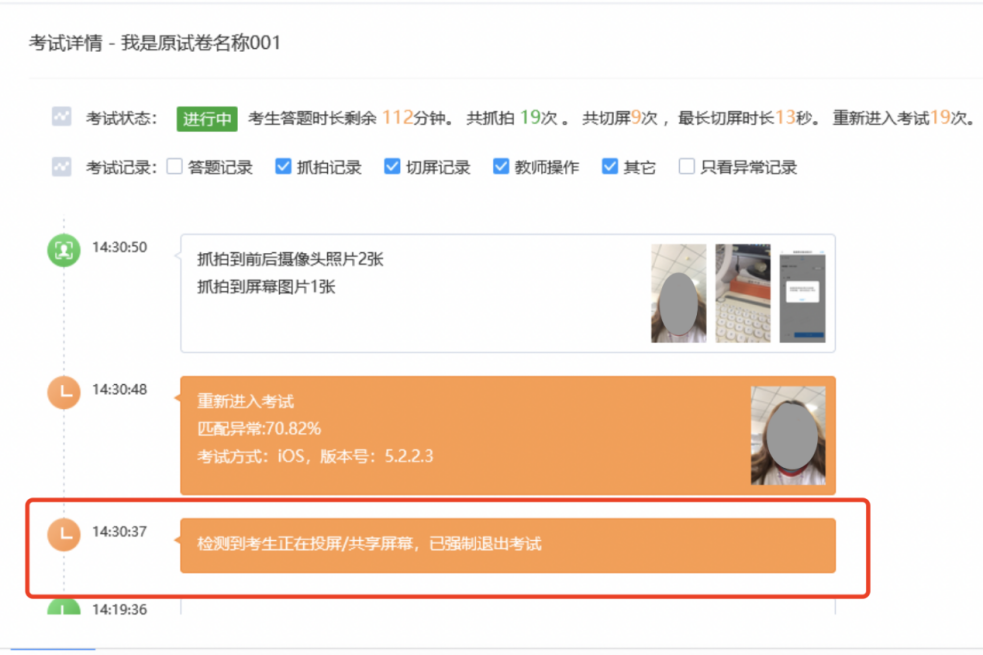 考试详情 - 我是原试卷名称001
考试状态： 进行中 考生答题时长剩余 112分钟。 共抓拍 19次 。 共切屏9次 ，最长切屏时长13秒。 重新进入考试19次。
考试记录： 答题记录 抓拍记录 切屏记录 教师操作 其它 只看异常记录
14:30:50
抓拍到前后摄像头照片2张
抓拍到屏幕图片1张
14:30:48
重新进入考试
匹配异常:70.82%
考试方式：iOS，版本号：5.2.2.3
14:30:37
检测到考生正在投屏/共享屏幕，已强制退出考试
14:19:36